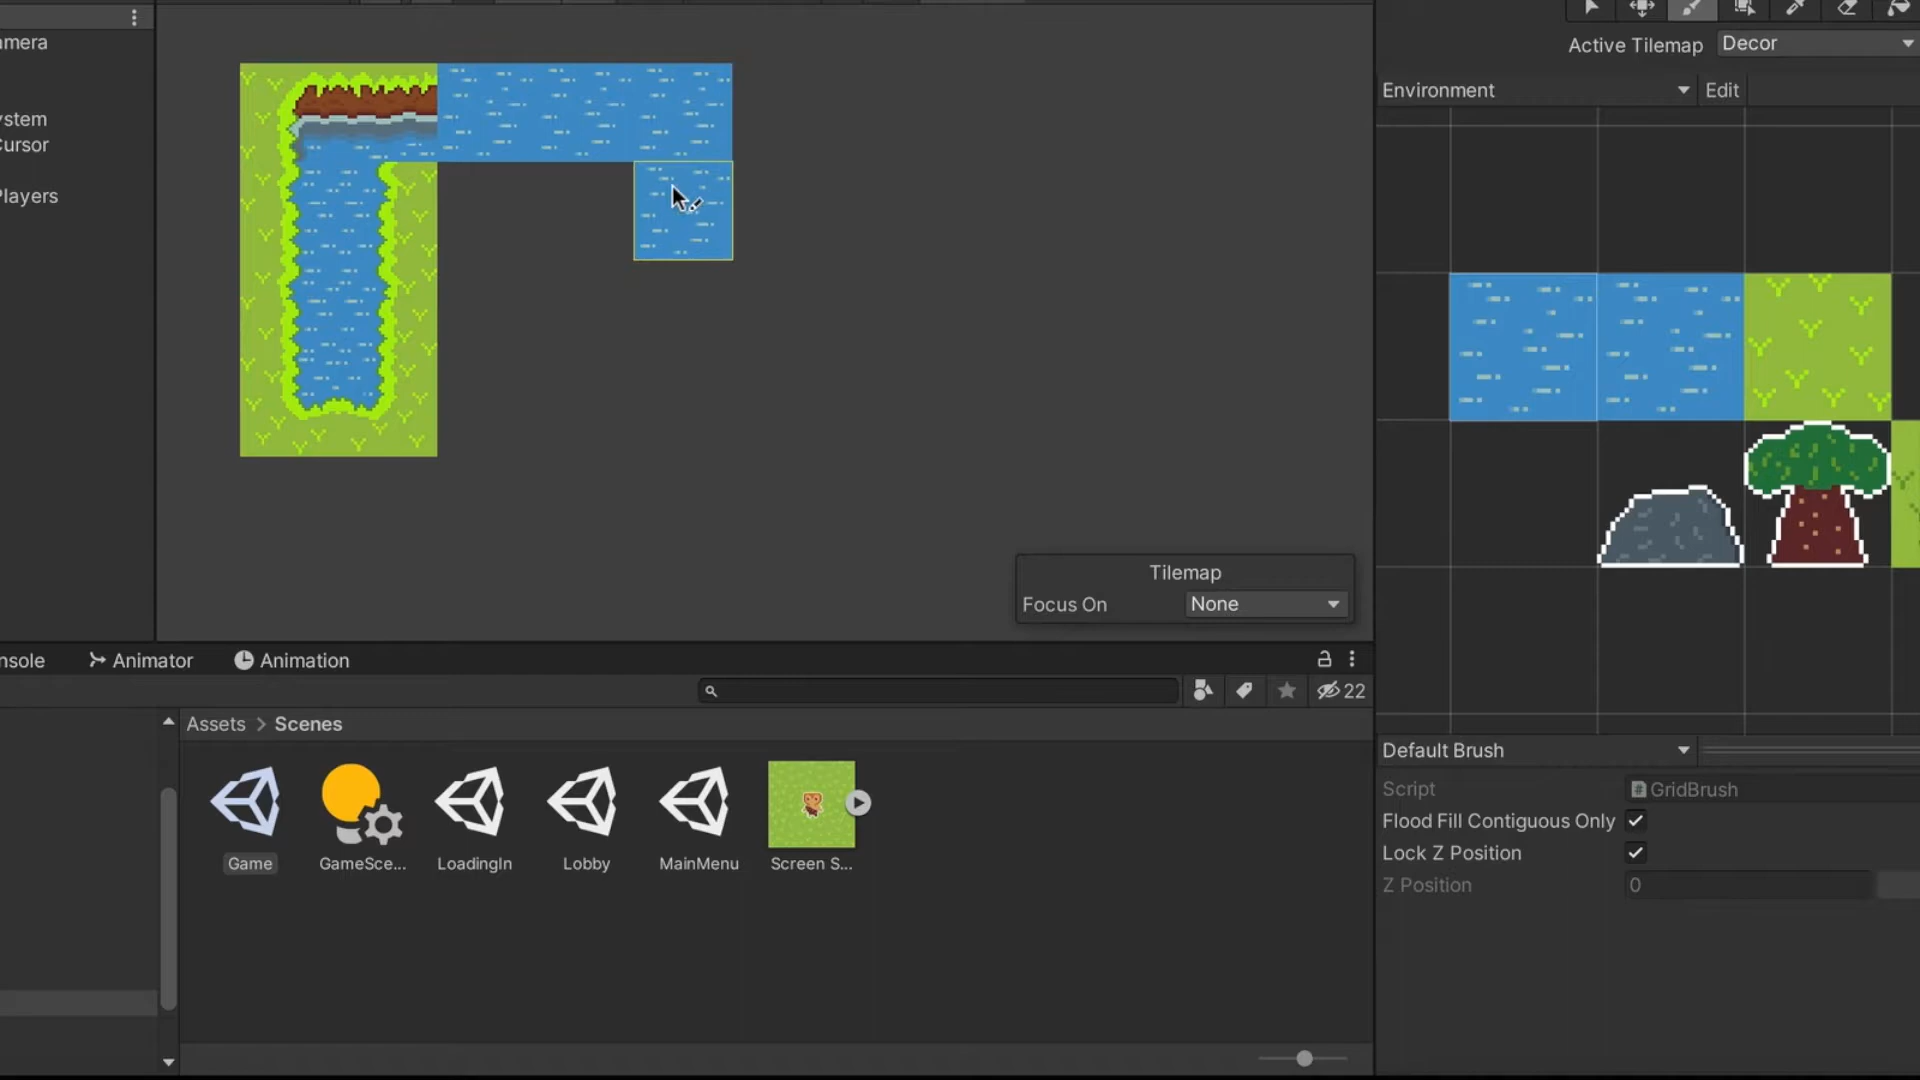 amera
ystem
Cursor
Players
Active Tilemap Decor
Environment Edit
Tilemap
Focus On None
nsole Animator Animation
22
Assets > Scenes
Game GameSce... LoadingIn Lobby MainMenu Screen S...
Default Brush
Script # GridBrush
Flood Fill Contiguous Only
Lock Z Position
Z Position 0